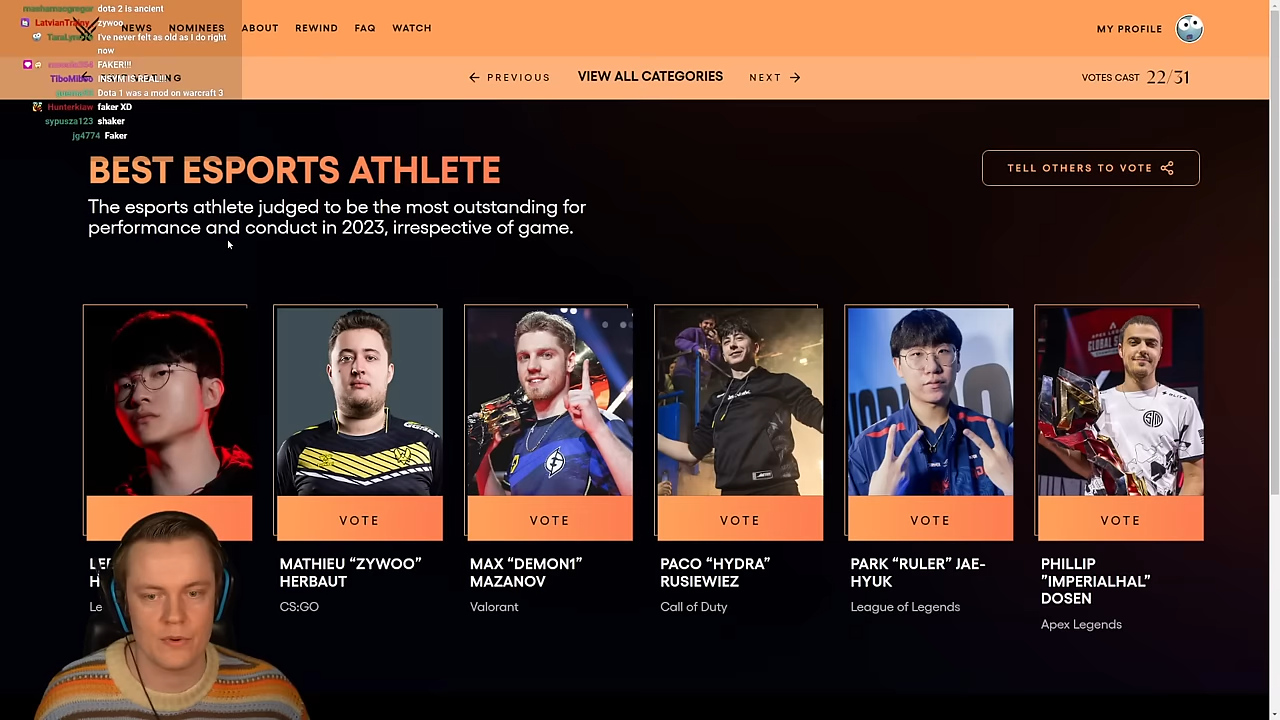 dota 2 is ancient
LatvianTrainy zywoo
I've never felt as old as I do right
now
FAKER!!!
INSYM IS REAL!!!
Dota 1 was a mod on warcraft 3
Hunterklaw faker XD
sypusza123 shaker
jg4774 Faker
NEWS NOMINEES ABOUT REWIND FAQ WATCH
MY PROFILE
PREVIOUS VIEW ALL CATEGORIES NEXT
VOTES CAST 22/31
BEST ESPORTS ATHLETE
TELL OTHERS TO VOTE
The esports athlete judged to be the most outstanding for
performance and conduct in 2023, irrespective of game.
VOTE VOTE VOTE VOTE VOTE
MATHIEU “ZYWOO”
HERBAUT
CS:GO
MAX “DEMON1”
MAZANOV
Valorant
PACO “HYDRA”
RUSIEWIEZ
Call of Duty
PARK “RULER” JAE-
HYUK
League of Legends
PHILLIP
”IMPERIALHAL”
DOSEN
Apex Legends